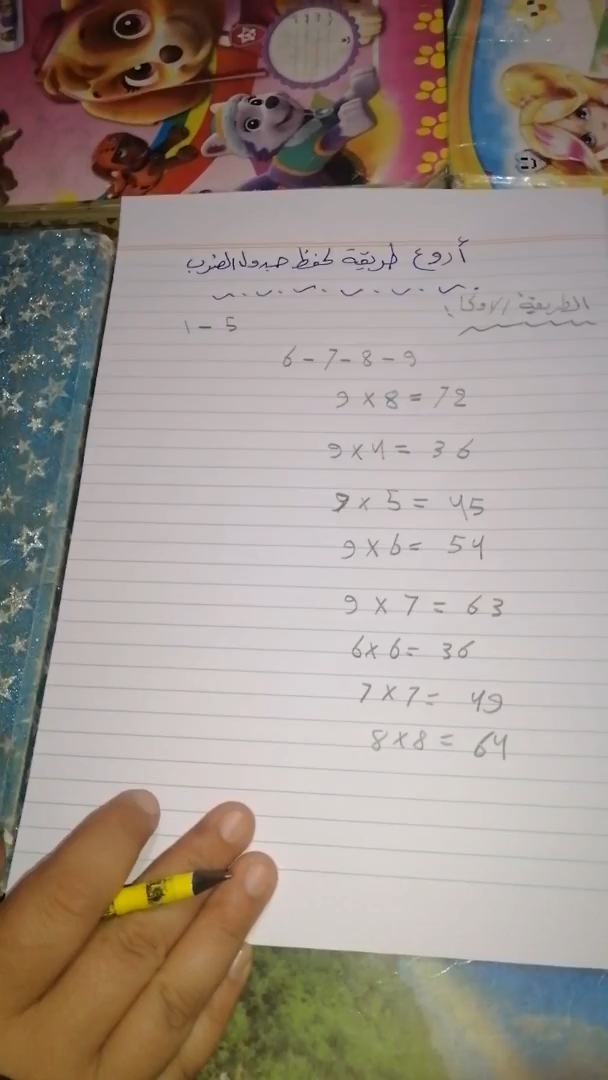 أروع طريقة لحفظ جدول الضرب
الطريقة الاولى:
1 - 5
6 - 7 - 8 - 9
9 x 8 = 72
9 x 4 = 36
9 x 5 = 45
9 x 6 = 54
9 x 7 = 63
6 x 6 = 36
7 x 7 = 49
8 x 8 = 64